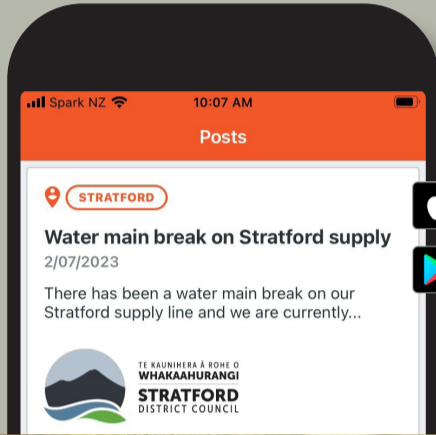 Spark NZ 10:07 AM
Posts
STRATFORD
Water main break on Stratford supply
2/07/2023
There has been a water main break on our
Stratford supply line and we are currently...
TE KAUNIHERA Ā ROHE O
WHAKAAHURANGI
STRATFORD
DISTRICT COUNCIL